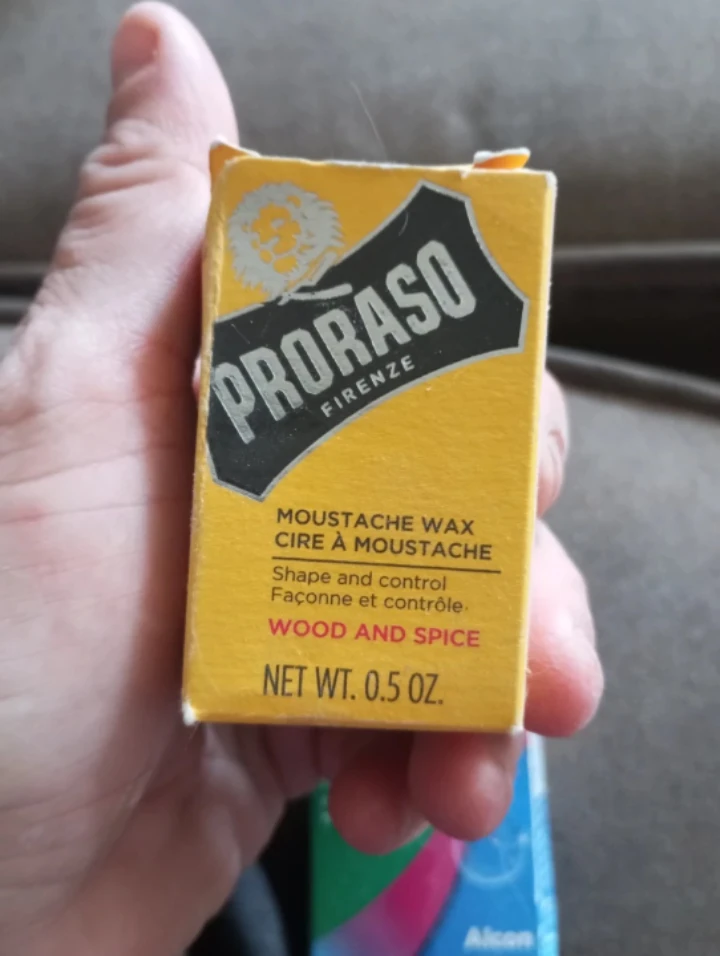 PRORASO
FIRENZE
MOUSTACHE WAX
CIRE À MOUSTACHE
Shape and control
Façonne et contrôle.
WOOD AND SPICE
NET WT. 0.5 OZ.
Alcon